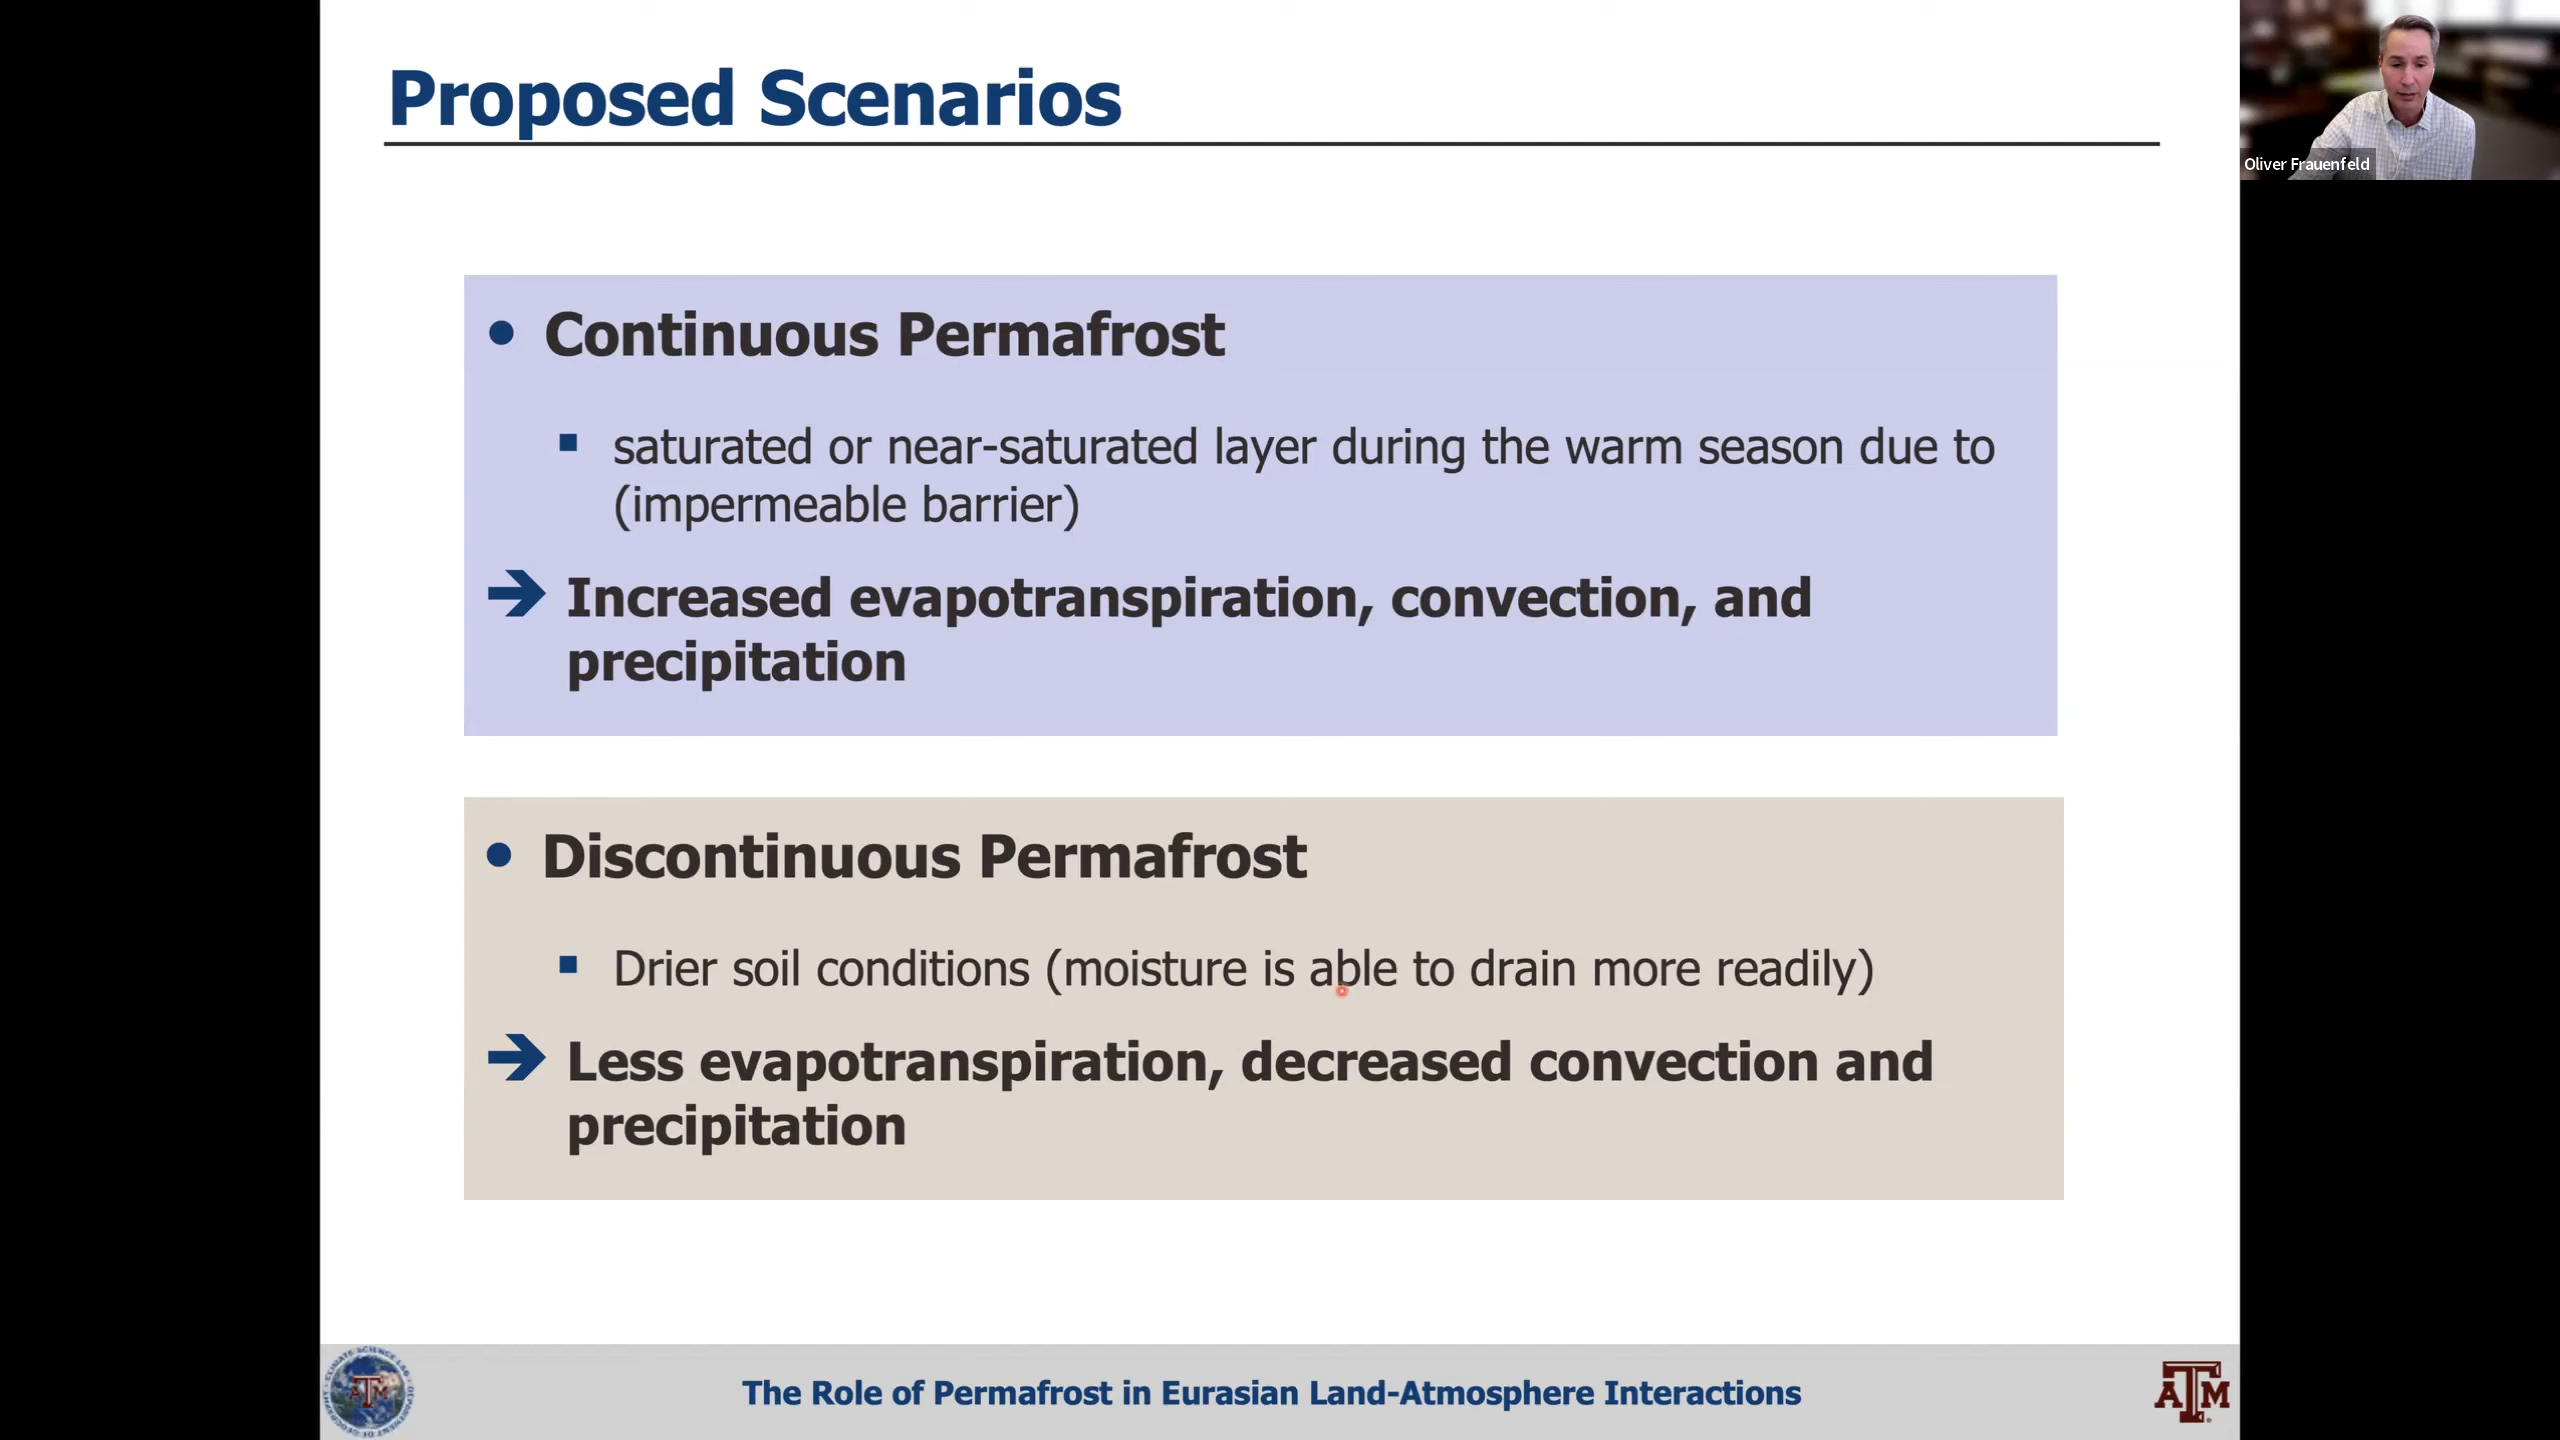 Proposed Scenarios
Oliver Frauenfeld
• Continuous Permafrost
▪ saturated or near-saturated layer during the warm season due to
(impermeable barrier)
➔ Increased evapotranspiration, convection, and
precipitation
• Discontinuous Permafrost
▪ Drier soil conditions (moisture is able to drain more readily)
➔ Less evapotranspiration, decreased convection and
precipitation
The Role of Permafrost in Eurasian Land-Atmosphere Interactions
ATM